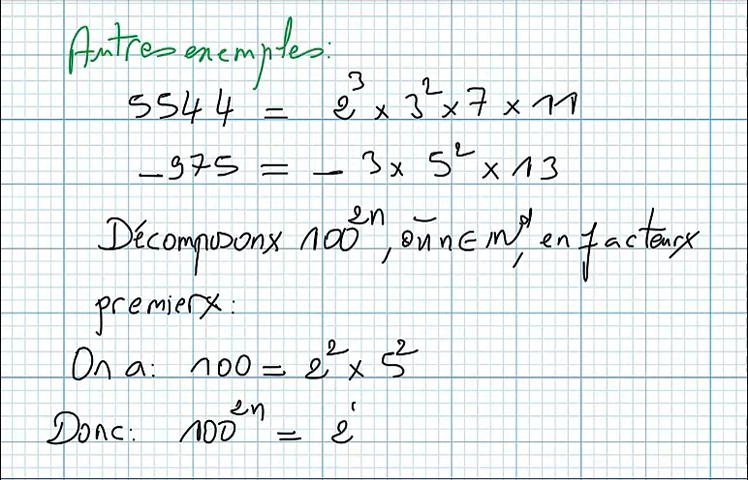 Autres exemples:
5544 = 2³ × 3² × 7 × 11
-975 = - 3 × 5² × 13
Décomposons 100²ⁿ, où n ∈ ℕ*, en facteurs
premiers:
On a: 100 = 2² × 5²
Donc: 100²ⁿ = 2